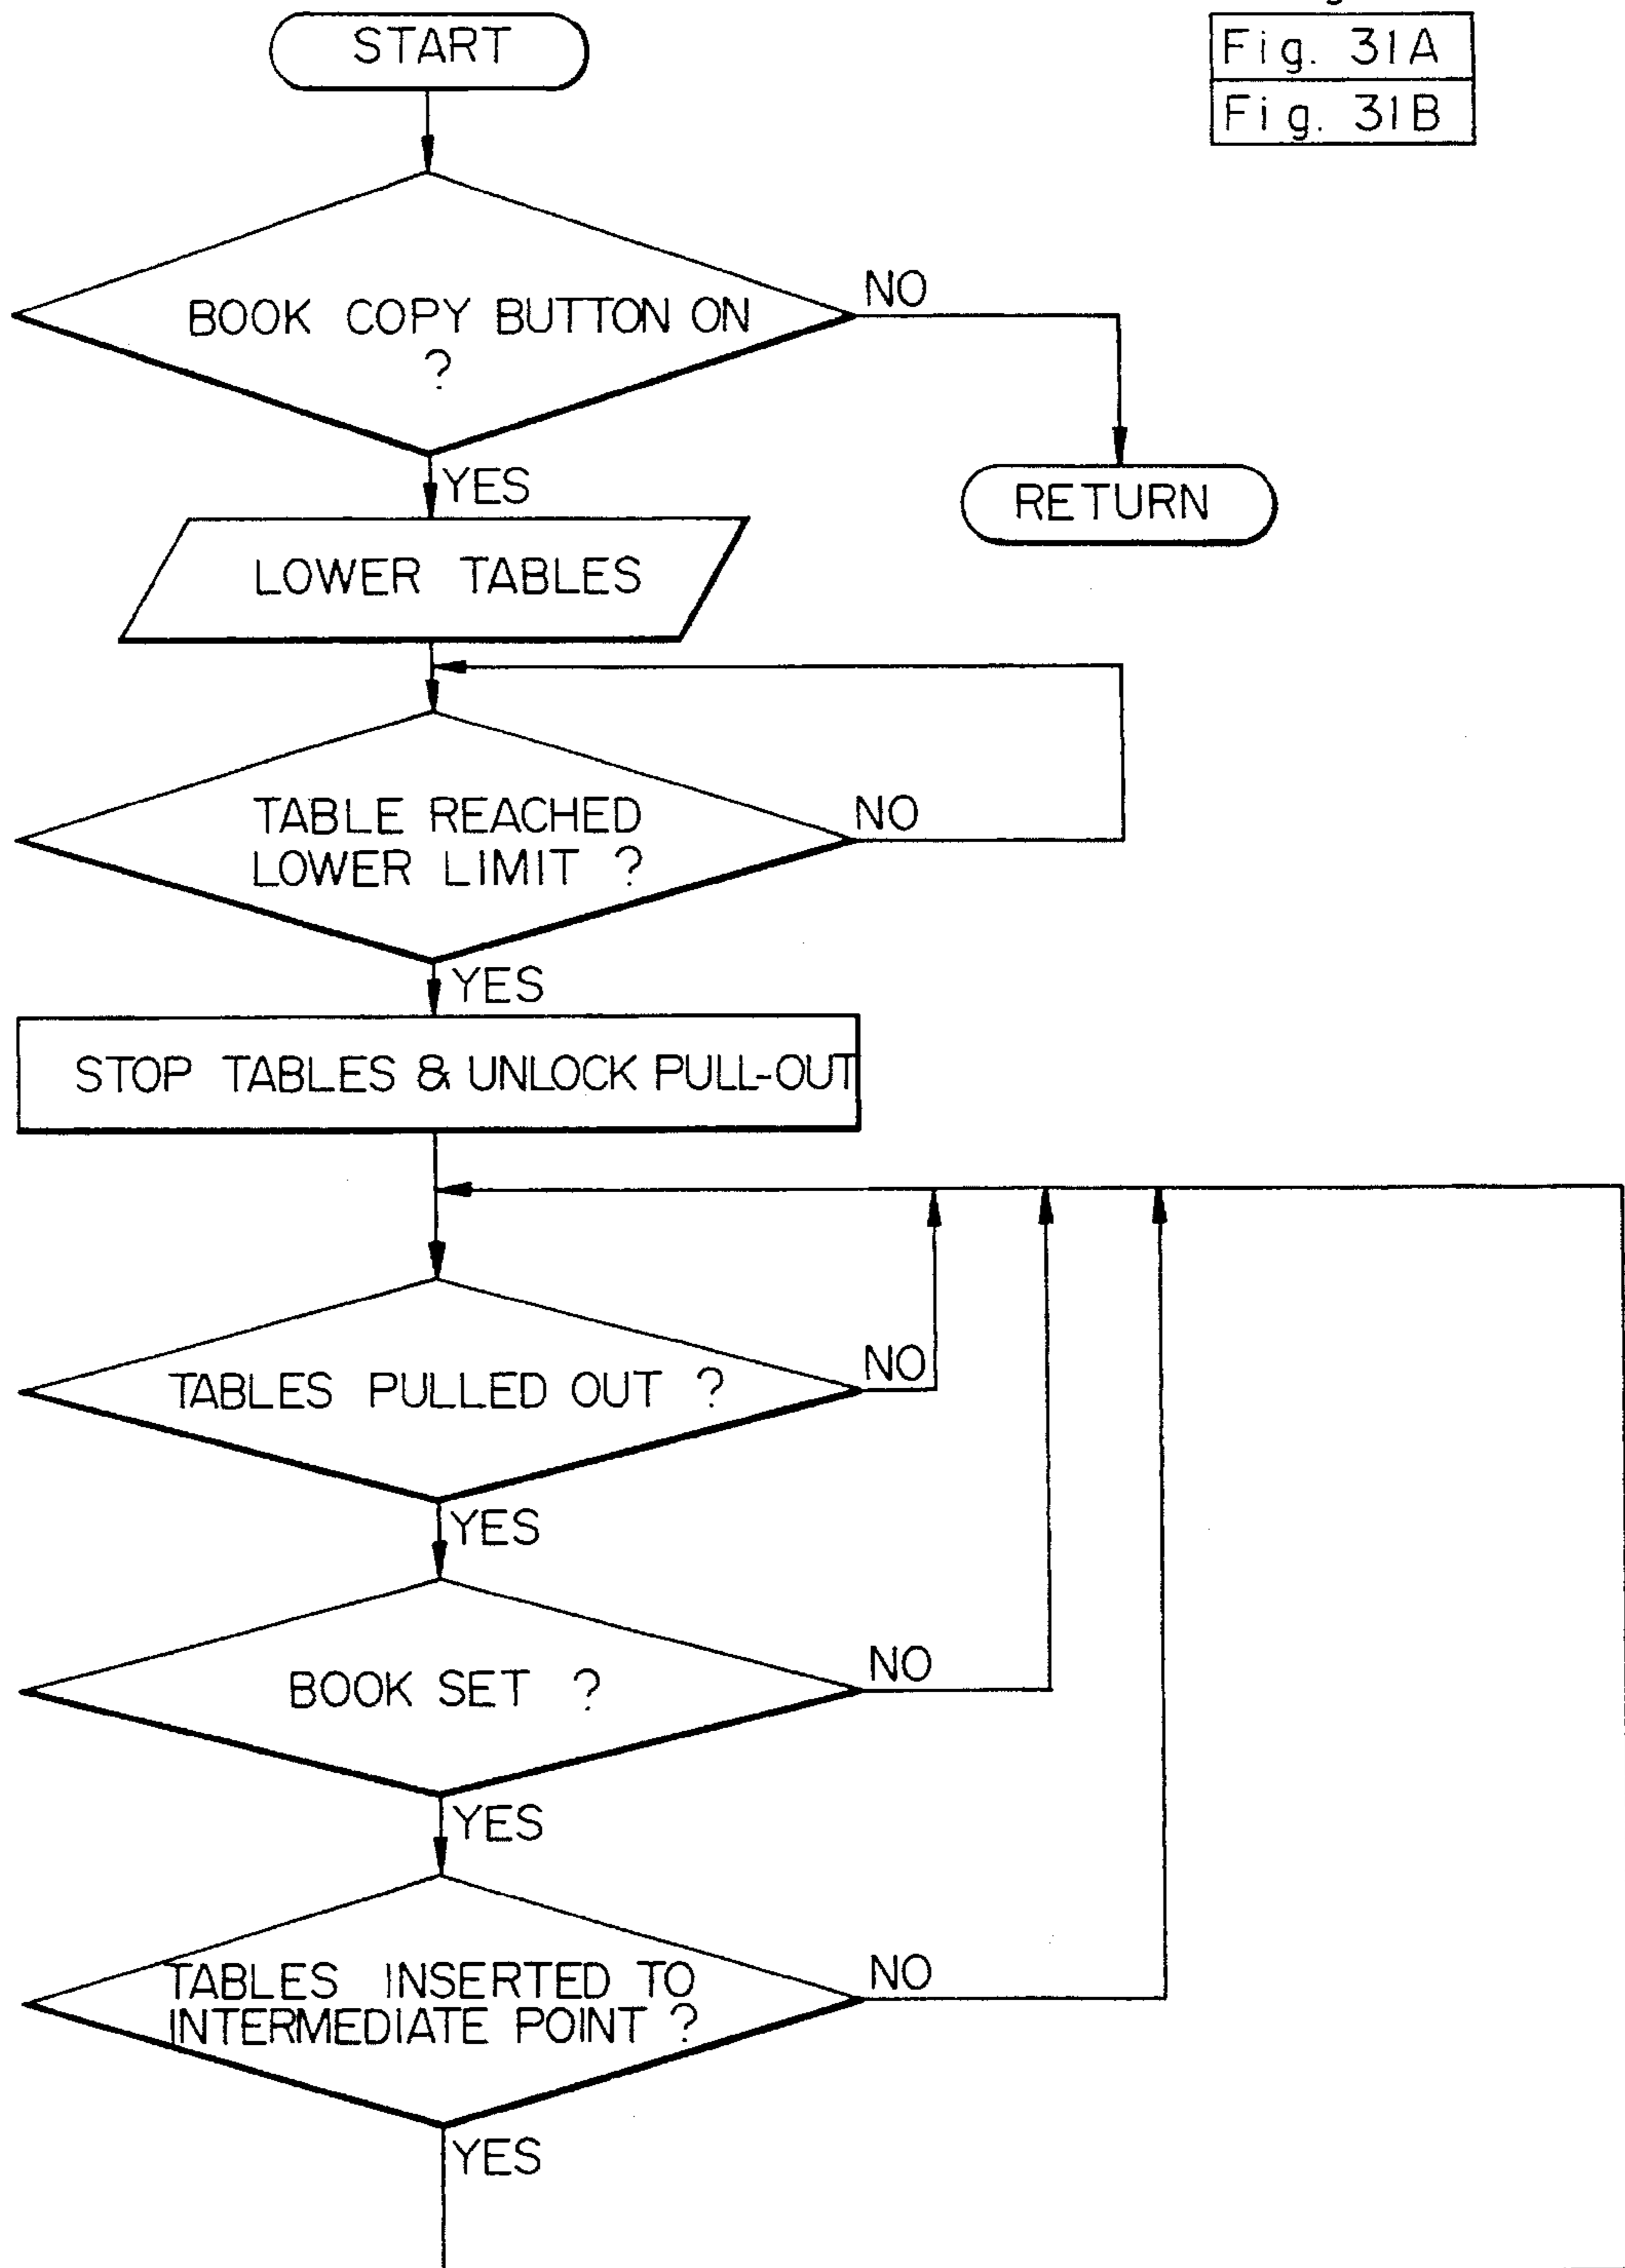 START
Fig. 31A
Fig. 31B
BOOK COPY BUTTON ON
?
NO
YES
RETURN
LOWER TABLES
TABLE REACHED
LOWER LIMIT ?
NO
YES
STOP TABLES & UNLOCK PULL-OUT
TABLES PULLED OUT ?
NO
YES
BOOK SET ?
NO
YES
TABLES INSERTED TO
INTERMEDIATE POINT ?
NO
YES